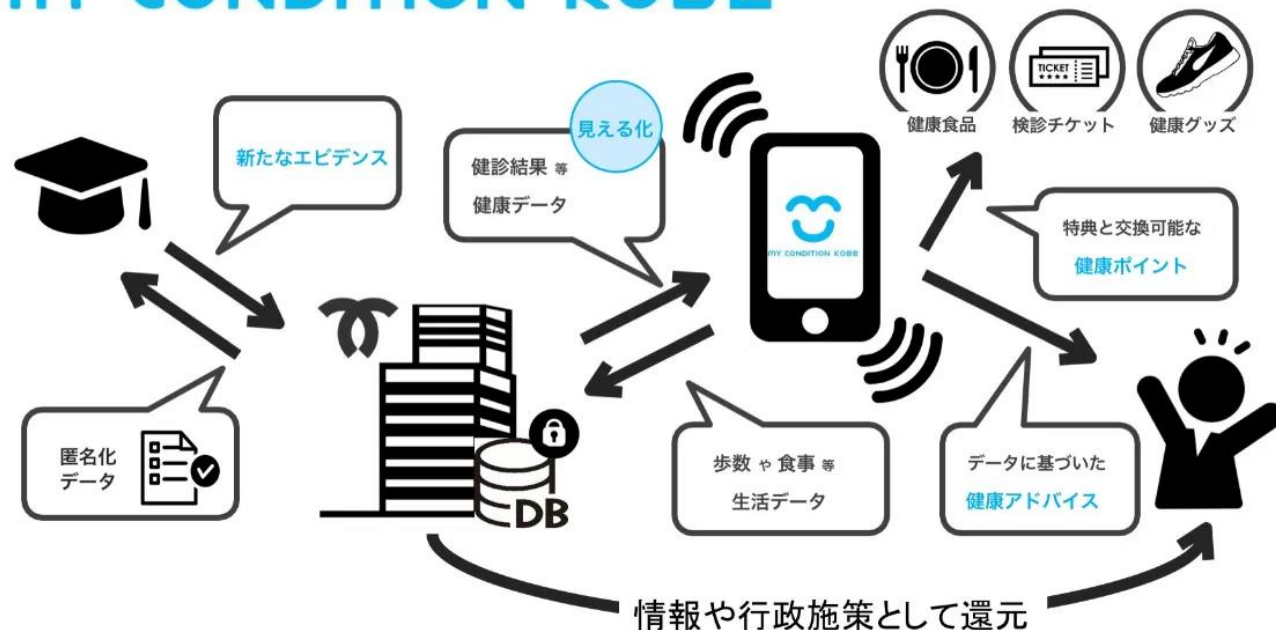 MY CONDITION KOBE
新たなエビデンス
見える化
健診結果 等
健康データ
TICKET
健康食品
検診チケット
健康グッズ
MY CONDITION KOBE
特典と交換可能な
健康ポイント
匿名化
データ
DB
歩数 や 食事 等
生活データ
データに基づいた
健康アドバイス
情報や行政施策として還元